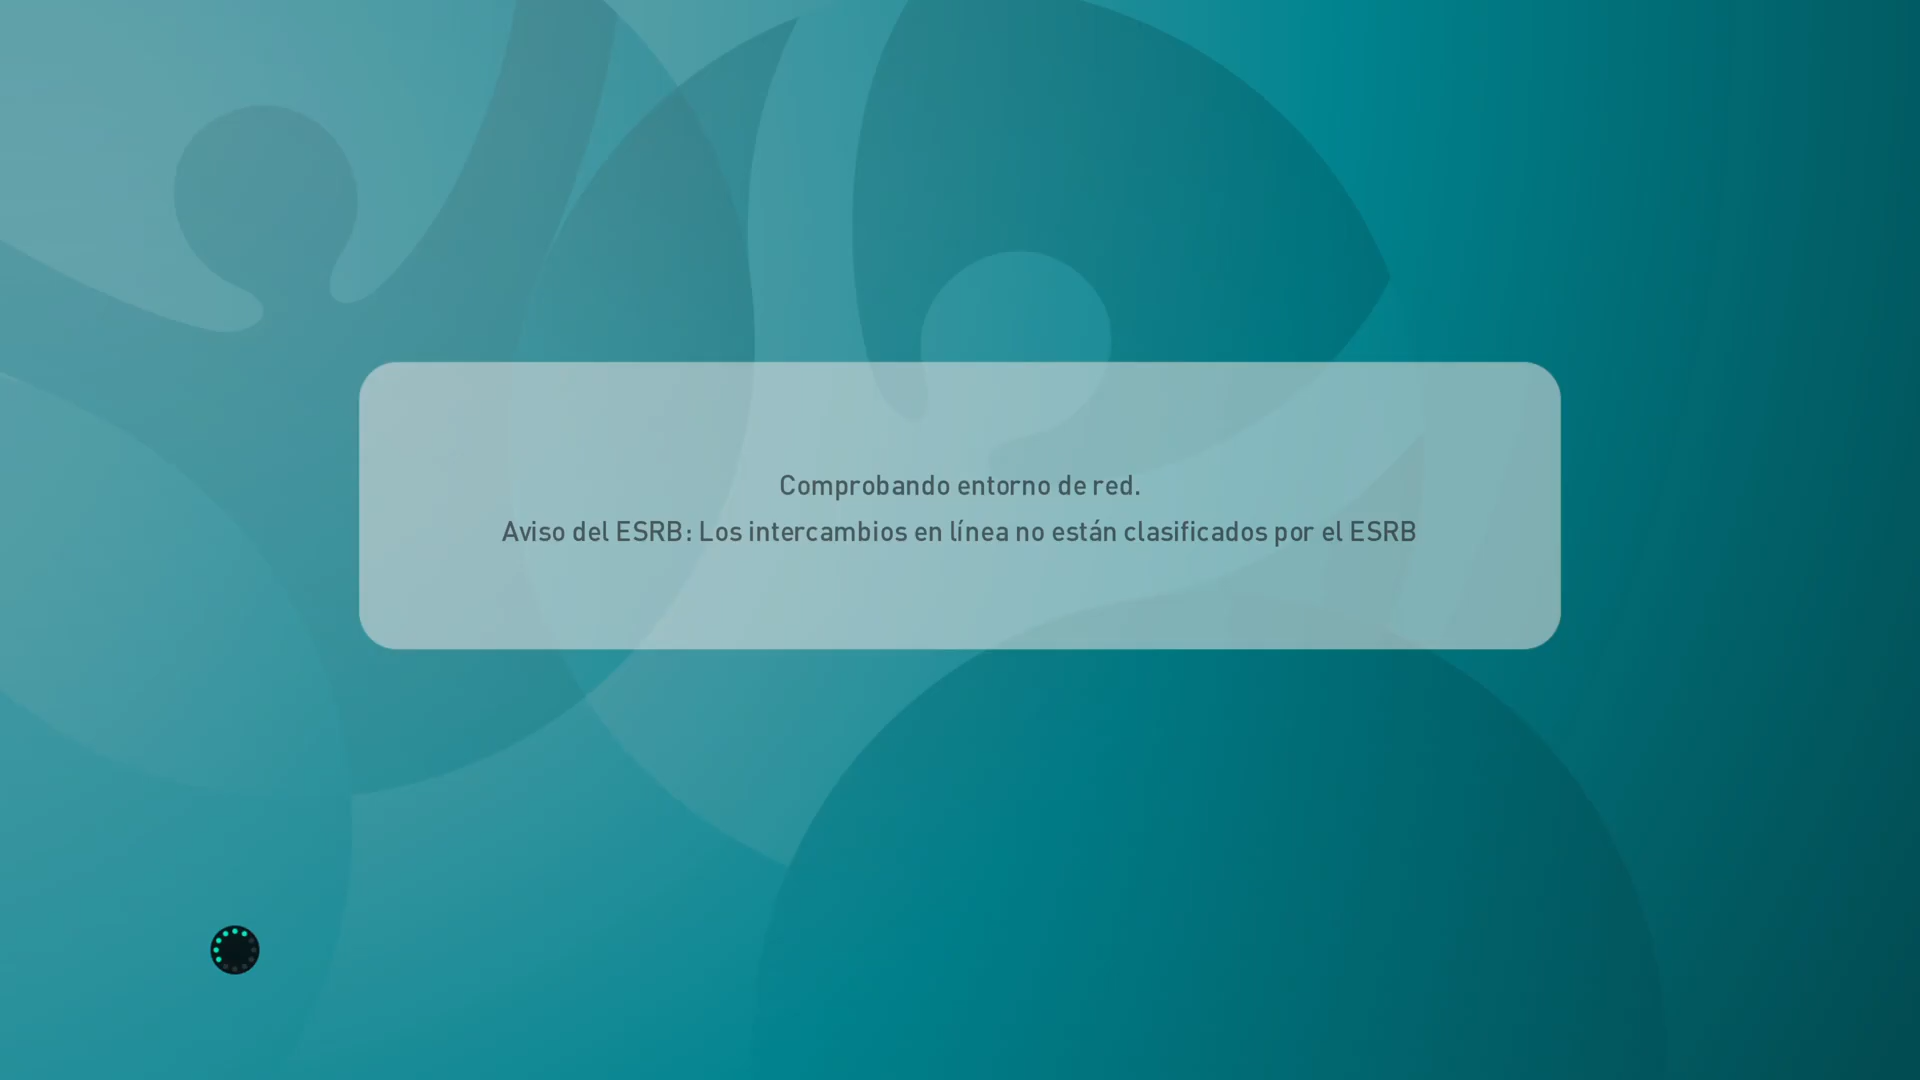 Comprobando entorno de red.
Aviso del ESRB: Los intercambios en línea no están clasificados por el ESRB